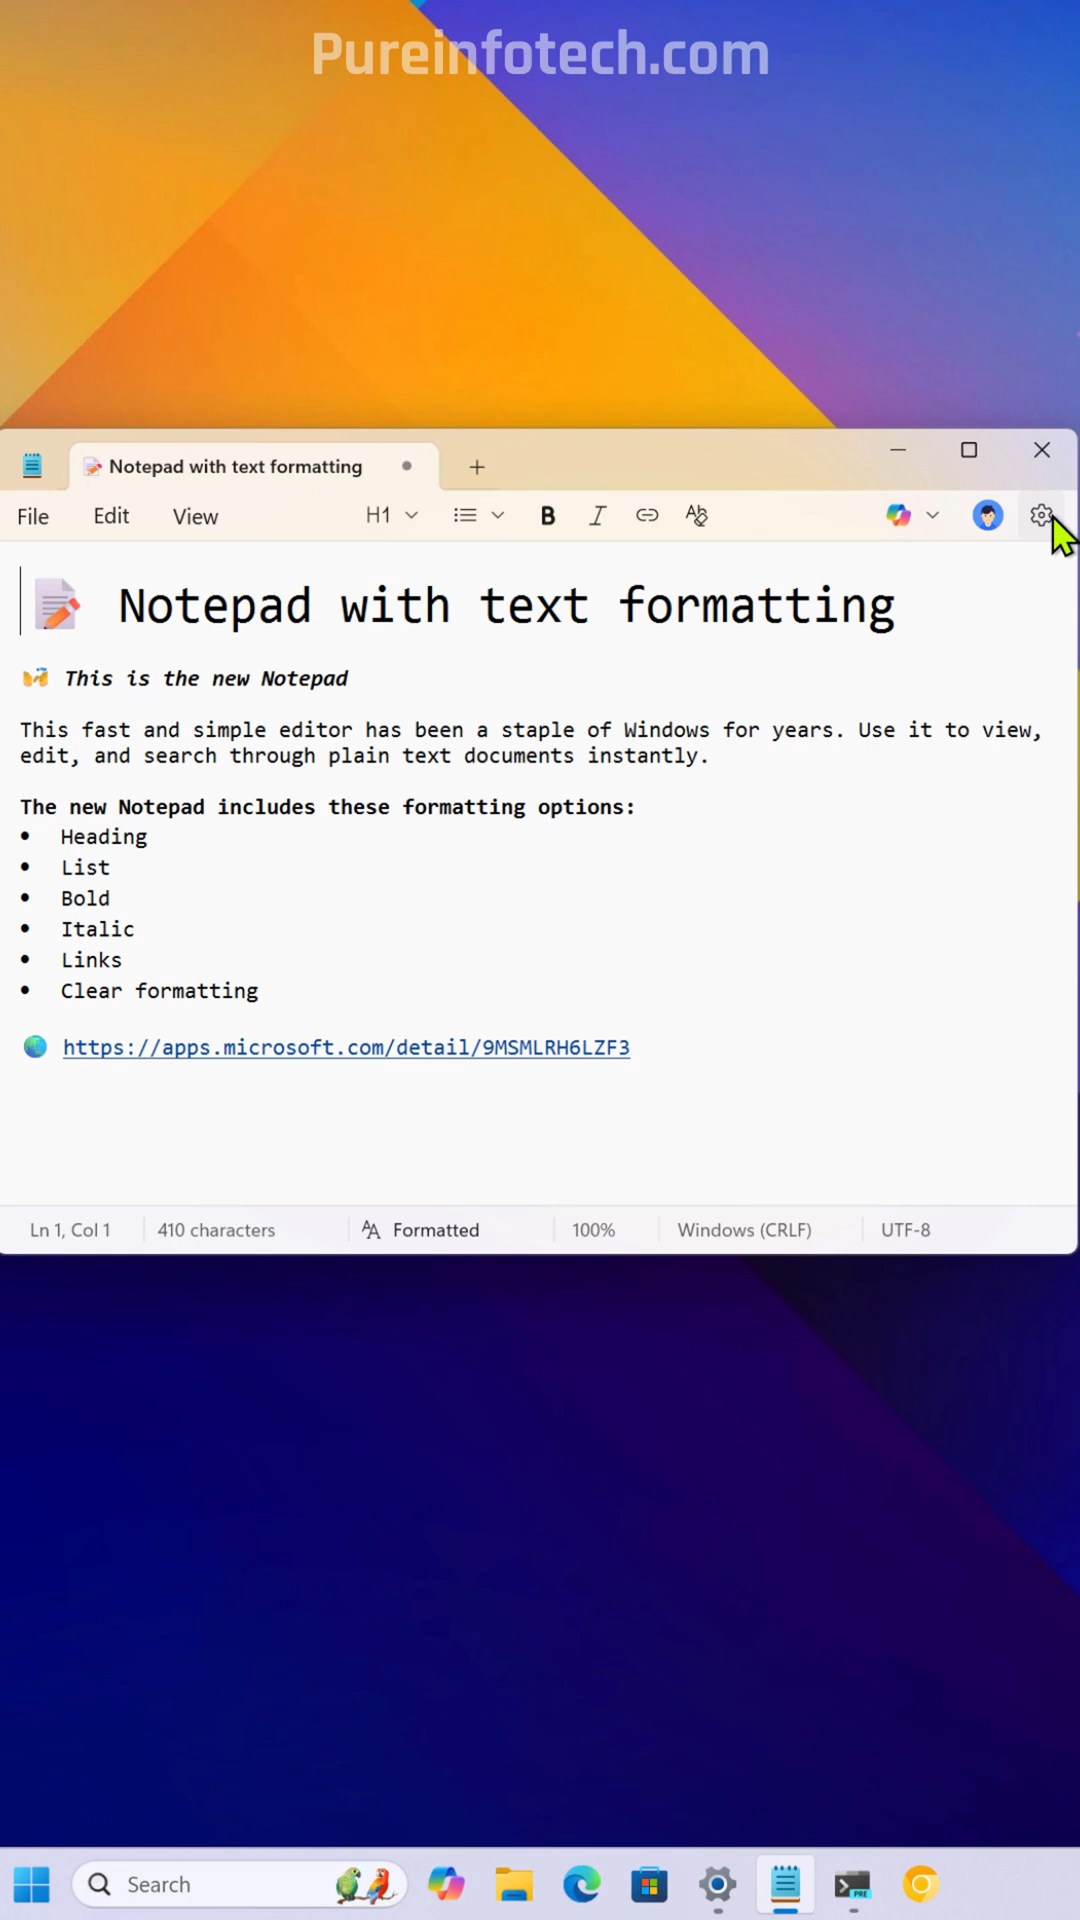 Pureinfotech.com
Notepad with text formatting
File Edit View H1 B I
Notepad with text formatting
This is the new Notepad
This fast and simple editor has been a staple of Windows for years. Use it to view,
edit, and search through plain text documents instantly.
The new Notepad includes these formatting options:
• Heading
• List
• Bold
• Italic
• Links
• Clear formatting
https://apps.microsoft.com/detail/9MSMLRH6LZF3
Ln 1, Col 1 410 characters Formatted 100% Windows (CRLF) UTF-8
Search
PRE